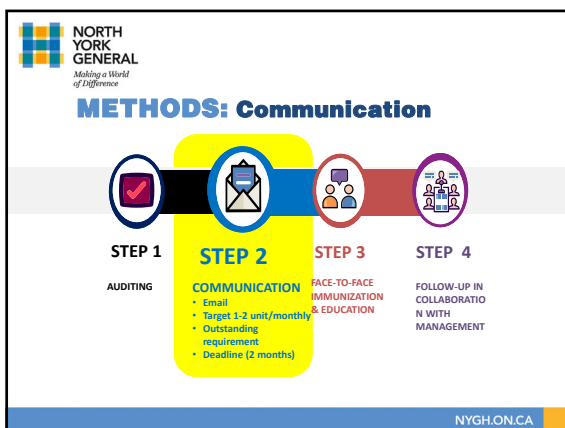 NORTH
YORK
GENERAL
Making a World
of Difference
METHODS: Communication
STEP 1
AUDITING
STEP 2
COMMUNICATION
• Email
• Target 1-2 unit/monthly
• Outstanding
requirement
• Deadline (2 months)
STEP 3
FACE-TO-FACE
IMMUNIZATION
& EDUCATION
STEP 4
FOLLOW-UP IN
COLLABORATIO
N WITH
MANAGEMENT
NYGH.ON.CA